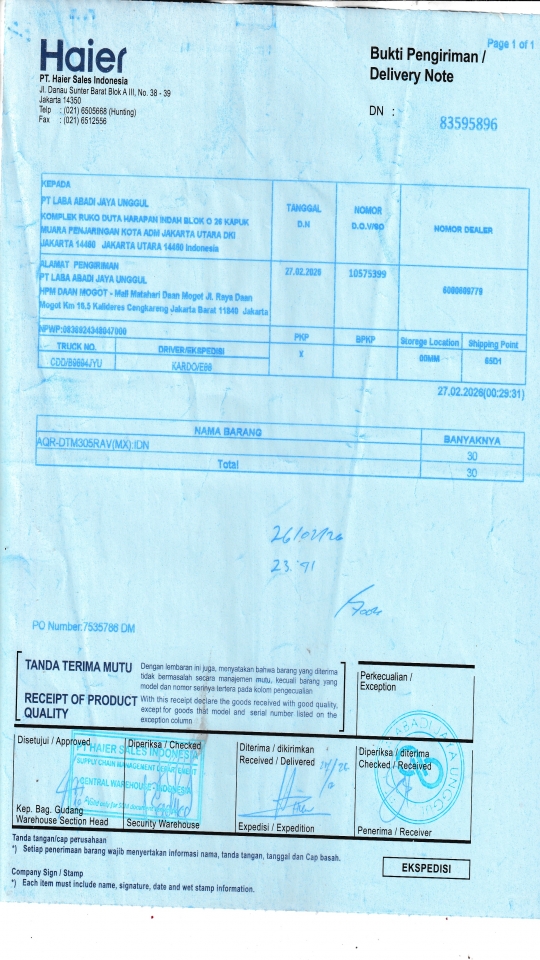 Page 1 of 1
Haier
PT. Haier Sales Indonesia
Jl. Danau Sunter Barat Blok A III, No. 38 - 39
Jakarta 14350
Telp : (021) 6505668 (Hunting)
Fax : (021) 6512556
Bukti Pengiriman /
Delivery Note
DN :
83595896
KEPADA
PT LABA ABADI JAYA UNGGUL
KOMPLEK RUKO DUTA HARAPAN INDAH BLOK O 26 KAPUK
MUARA PENJARINGAN KOTA ADM JAKARTA UTARA DKI
JAKARTA 14460 JAKARTA UTARA 14460 Indonesia
TANGGAL
D.N
NOMOR
D.O.V/SO
NOMOR DEALER
ALAMAT PENGIRIMAN
PT LABA ABADI JAYA UNGGUL
HPM DAAN MOGOT - Mall Matahari Daan Mogot Jl. Raya Daan
Mogot Km 16.5 Kalideres Cengkareng Jakarta Barat 11840 Jakarta
27.02.2026
10575399
NPWP:
PKP
BPKP
Storege Location
Shipping Point
TRUCK NO.
DRIVER/EKSPEDISI
X
00MM
65D1
KARDO/E66
27.02.2026(00:29:31)
NAMA BARANG
BANYAKNYA
AQR-DTM305RAV(MX):IDN
30
Total
30
26/02/26
23.41
PO Number:7535786 DM
TANDA TERIMA MUTU
Dengan lembaran ini juga, menyatakan bahwa barang yang diterima
tidak bermasalah secara manajemen mutu, kecuali barang yang
model dan nomor serinya tertera pada kolom pengecualian
RECEIPT OF PRODUCT
QUALITY
With this receipt declare the goods received with good quality,
except for goods that model and serial number listed on the
exception column
Perkecualian /
Exception
Disetujui / Approved
Diperiksa / Checked
Diterima / dikirimkan
Received / Delivered
Diperiksa / diterima
Checked / Received
PT HAIER SALES INDONESIA
SUPPLY CHAIN MANAGEMENT DEPARTMENT
CENTRAL WAREHOUSE INDONESIA
ABADI JAYA UNGGUL
Kep. Bag. Gudang
Warehouse Section Head
Security Warehouse
Expedisi / Expedition
Penerima / Receiver
Tanda tangan/cap perusahaan
*) Setiap penerimaan barang wajib menyertakan informasi nama, tanda tangan, tanggal dan Cap basah.
Company Sign / Stamp
*) Each item must include name, signature, date and wet stamp information.
EKSPEDISI